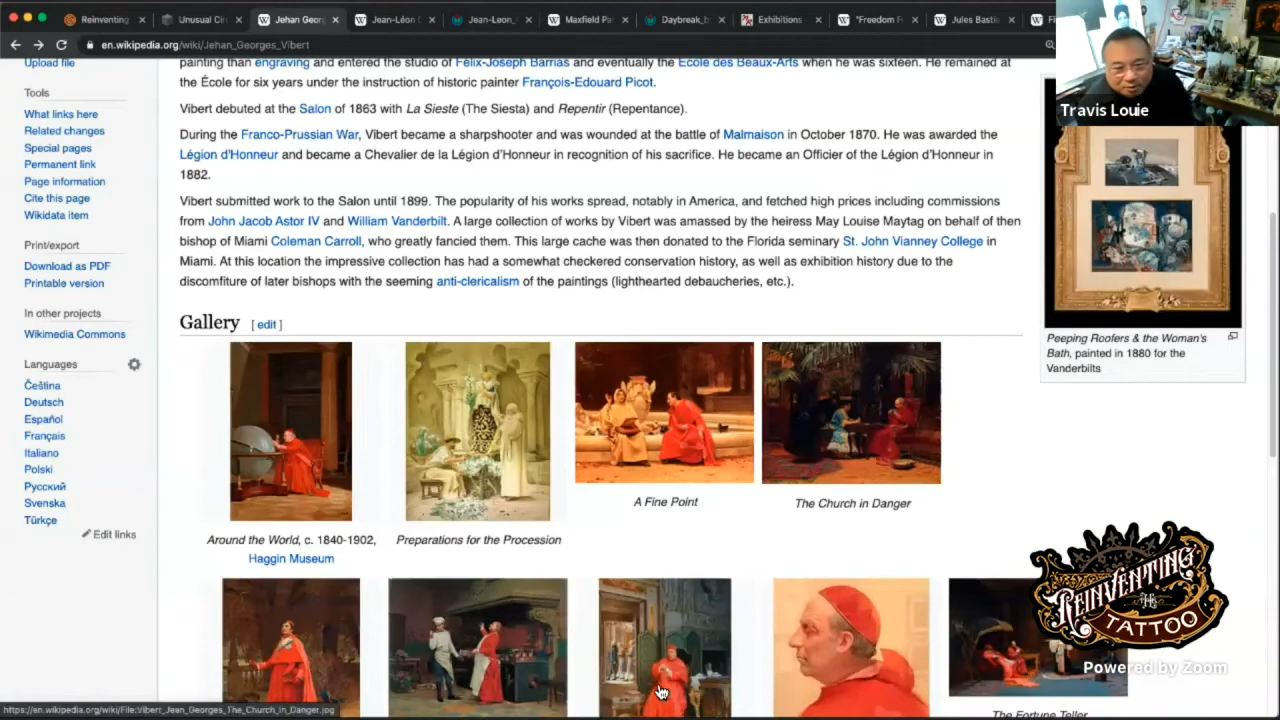 Reinventing
Unusual Cir
Jehan Geor
Jean-Léon
Jean-Leon_
Maxfield Pa
Daybreak_b
Exhibitions
"Freedom F
Jules Basti
en.wikipedia.org/wiki/Jehan_Georges_Vibert
Travis Louie
Upload file
Tools
What links here
Related changes
Special pages
Permanent link
Page information
Cite this page
Wikidata item
Print/export
Download as PDF
Printable version
In other projects
Wikimedia Commons
Languages
Čeština
Deutsch
Español
Français
Italiano
Polski
Русский
Svenska
Türkçe
Edit links
painting than engraving and entered the studio of Félix-Joseph Barrias and eventually the École des Beaux-Arts when he was sixteen. He remained at
the École for six years under the instruction of historic painter François-Edouard Picot.
Vibert debuted at the Salon of 1863 with La Sieste (The Siesta) and Repentir (Repentance).
During the Franco-Prussian War, Vibert became a sharpshooter and was wounded at the battle of Malmaison in October 1870. He was awarded the
Légion d'Honneur and became a Chevalier de la Légion d'Honneur in recognition of his sacrifice. He became an Officier of the Légion d'Honneur in
1882.
Vibert submitted work to the Salon until 1899. The popularity of his works spread, notably in America, and fetched high prices including commissions
from John Jacob Astor IV and William Vanderbilt. A large collection of works by Vibert was amassed by the heiress May Louise Maytag on behalf of then
bishop of Miami Coleman Carroll, who greatly fancied them. This large cache was then donated to the Florida seminary St. John Vianney College in
Miami. At this location the impressive collection has had a somewhat checkered conservation history, as well as exhibition history due to the
discomfiture of later bishops with the seeming anti-clericalism of the paintings (lighthearted debaucheries, etc.).
Gallery [ edit ]
Peeping Roofers & the Woman's
Bath, painted in 1880 for the
Vanderbilts
A Fine Point
The Church in Danger
Around the World, c. 1840-1902,
Haggin Museum
Preparations for the Procession
The Fortune Teller
REINVENTING
THE
TATTOO
Powered by Zoom
https://en.wikipedia.org/wiki/File:Vibert_Jean_Georges_The_Church_In_Danger.jpg